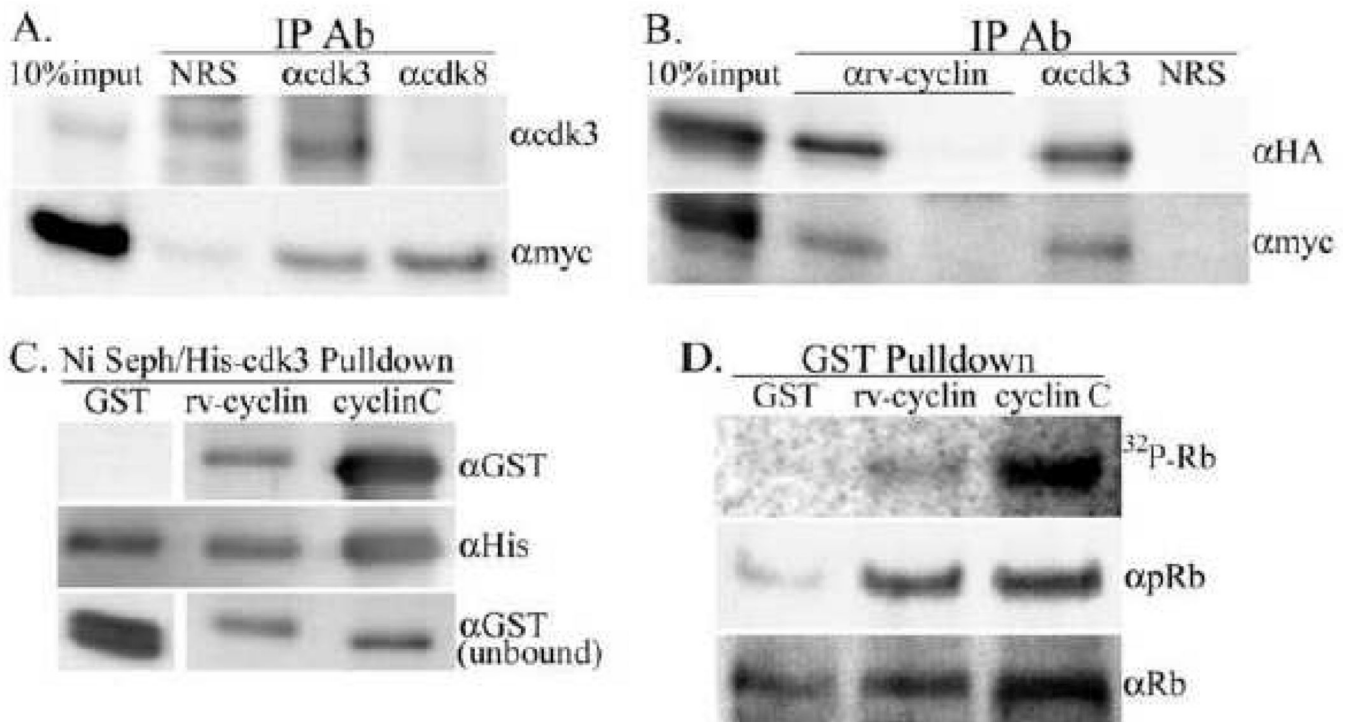 A.
IP Ab
10%input NRS αcdk3 αcdk8
αcdk3
αmyc
B.
IP Ab
10%input αrv-cyclin αcdk3 NRS
αHA
αmyc
C. Ni Seph/His-cdk3 Pulldown
GST rv-cyclin cyclinC
αGST
αHis
αGST
(unbound)
D. GST Pulldown
GST rv-cyclin cyclin C
³²P-Rb
αpRb
αRb